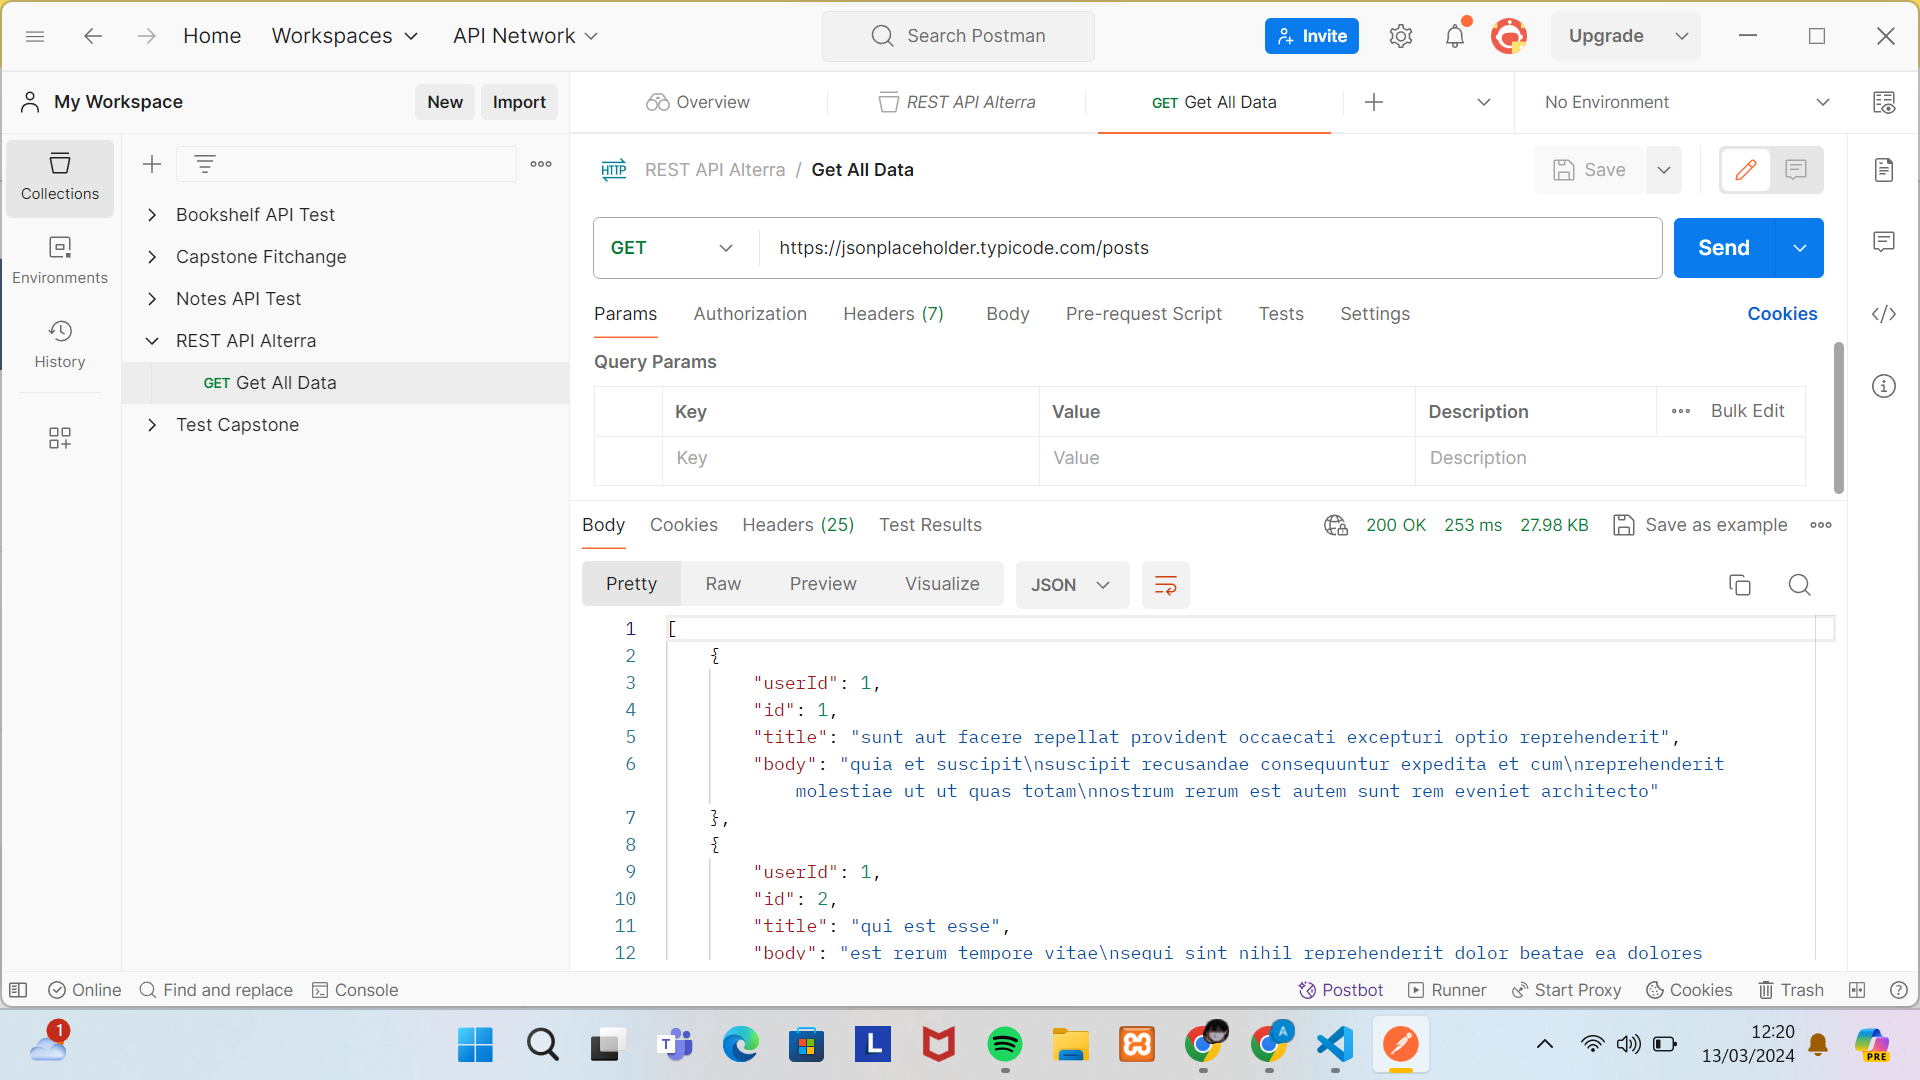 Home Workspaces API Network Search Postman Invite Upgrade
My Workspace New Import Overview REST API Alterra GET Get All Data No Environment
Collections
Environments
History
Bookshelf API Test
Capstone Fitchange
Notes API Test
REST API Alterra
GET Get All Data
Test Capstone
HTTP REST API Alterra / Get All Data Save
GET https://jsonplaceholder.typicode.com/posts Send
Params Authorization Headers (7) Body Pre-request Script Tests Settings Cookies
Query Params
Key Value Description Bulk Edit
Key Value Description
Body Cookies Headers (25) Test Results 200 OK 253 ms 27.98 KB Save as example
Pretty Raw Preview Visualize JSON
1 [
2 {
3 "userId": 1,
4 "id": 1,
5 "title": "sunt aut facere repellat provident occaecati excepturi optio reprehenderit",
6 "body": "quia et suscipit\nsuscipit recusandae consequuntur expedita et cum\nreprehenderit
molestiae ut ut quas totam\nnostrum rerum est autem sunt rem eveniet architecto"
7 },
8 {
9 "userId": 1,
10 "id": 2,
11 "title": "qui est esse",
12 "body": "est rerum tempore vitae\nsequi sint nihil reprehenderit dolor beatae ea dolores
Online Find and replace Console Postbot Runner Start Proxy Cookies Trash
1 T L A 12:20
13/03/2024 PRE